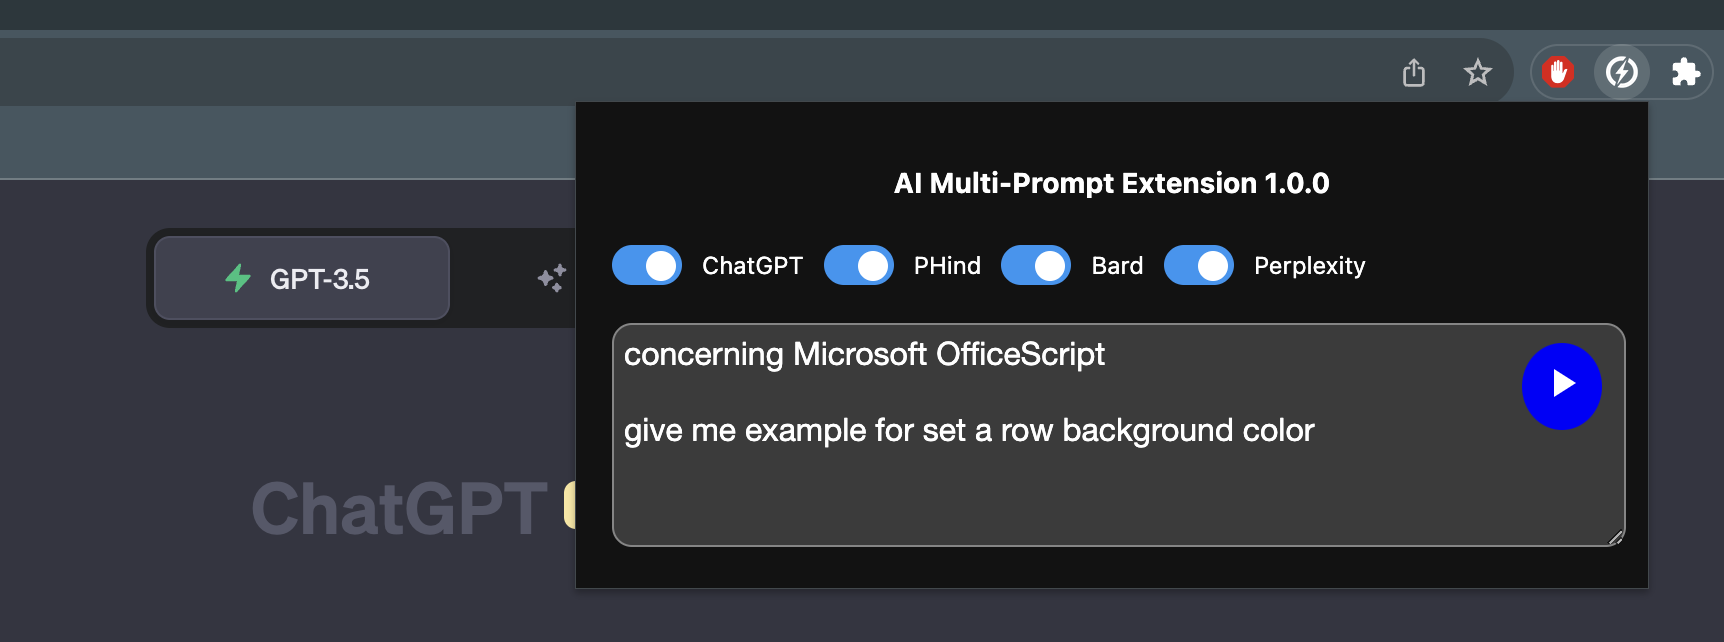 AI Multi-Prompt Extension 1.0.0
GPT-3.5
ChatGPT PHind Bard Perplexity
concerning Microsoft OfficeScript
give me example for set a row background color
ChatGPT